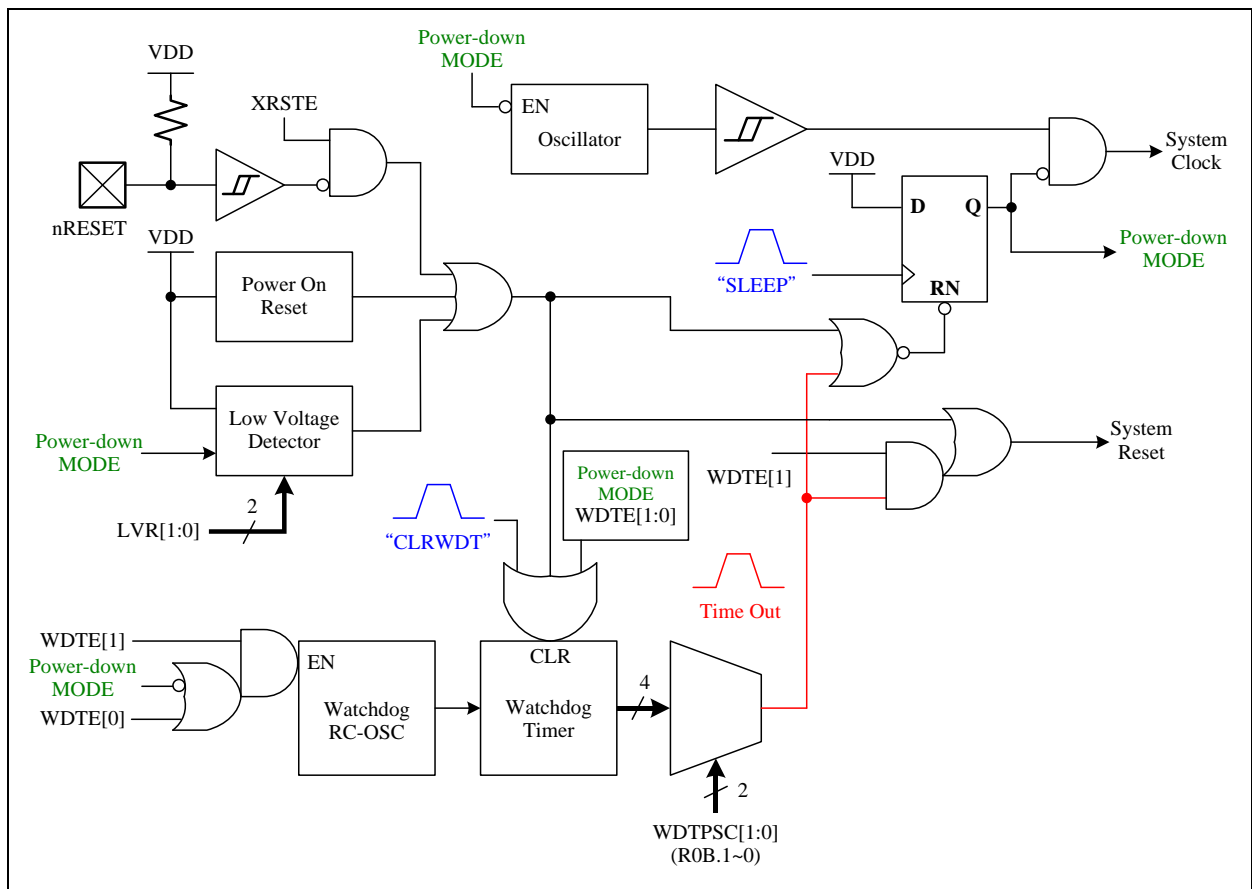 VDD
XRSTE
nRESET
Power-down
MODE
EN
Oscillator
System
Clock
VDD
D
Q
RN
Power-down
MODE
“SLEEP”
VDD
Power On
Reset
Low Voltage
Detector
Power-down
MODE
2
LVR[1:0]
“CLRWDT”
Power-down
MODE
WDTE[1:0]
WDTE[1]
System
Reset
Time Out
WDTE[1]
Power-down
MODE
WDTE[0]
EN
Watchdog
RC-OSC
CLR
Watchdog
Timer
4
2
WDTPSC[1:0]
(R0B.1~0)